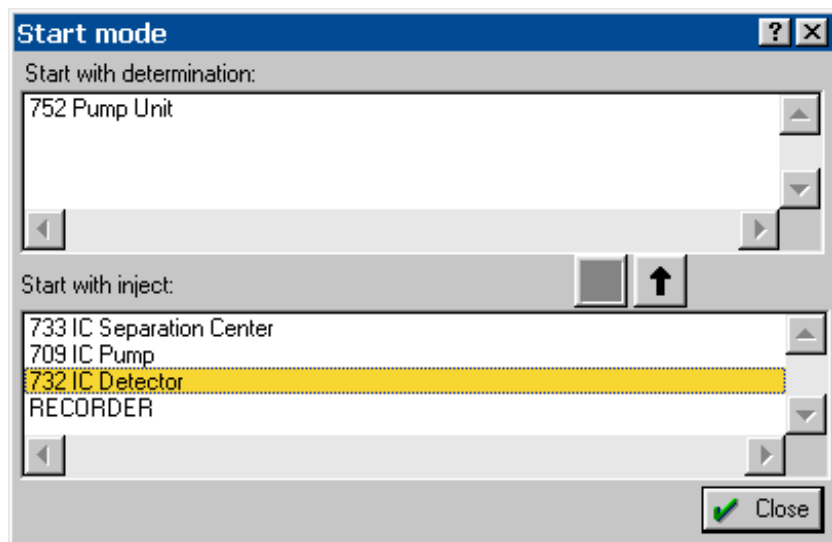 Start mode
Start with determination:
752 Pump Unit
Start with inject:
733 IC Separation Center
709 IC Pump
732 IC Detector
RECORDER
Close